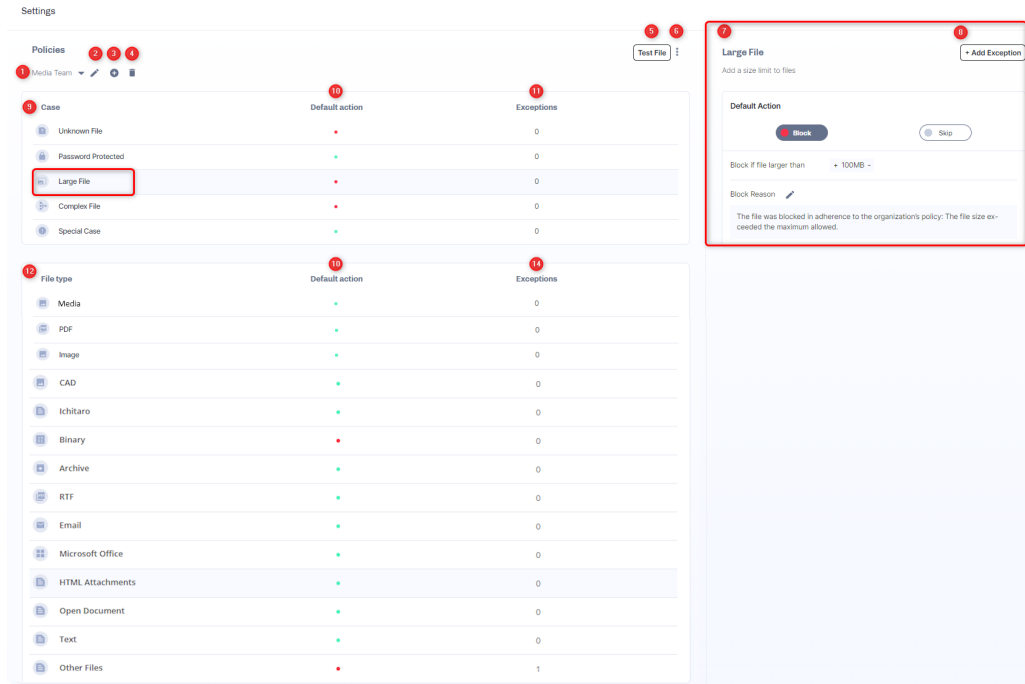 Settings
Policies
2 3 4
5 6
Test File
1 Media Team
7
8
Large File
+ Add Exception
Add a size limit to files
10
11
9 Case
Default action
Exceptions
Unknown File
0
Password Protected
0
Large File
0
Complex File
0
Special Case
0
Default Action
Block
Skip
Block if file larger than
+ 100MB -
Block Reason
The file was blocked in adherence to the organization's policy: The file size ex-
ceeded the maximum allowed.
12
10
14
File type
Default action
Exceptions
Media
0
PDF
0
Image
0
CAD
0
Ichitaro
0
Binary
0
Archive
0
RTF
0
Email
0
Microsoft Office
0
HTML Attachments
0
Open Document
0
Text
0
Other Files
1